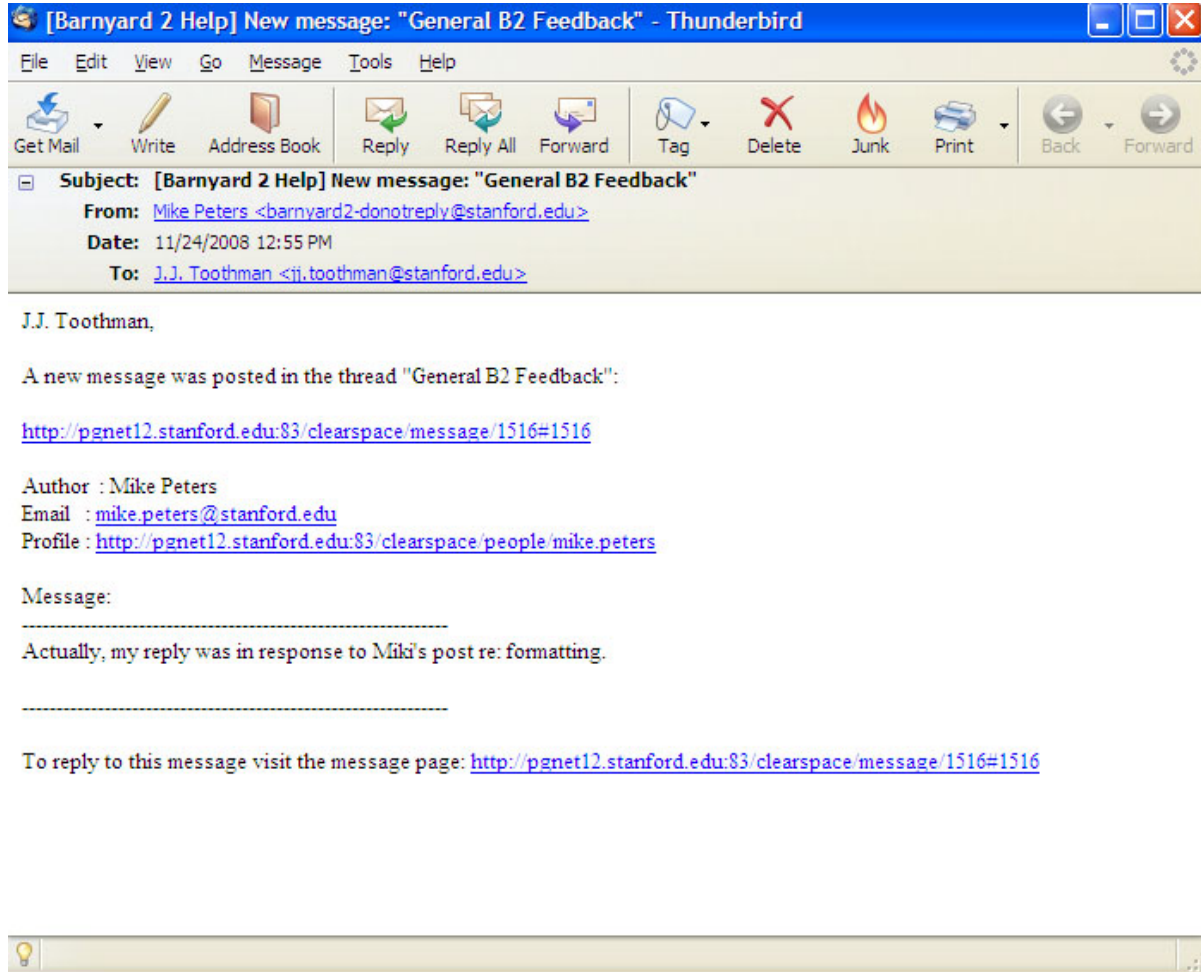 [Barnyard 2 Help] New message: "General B2 Feedback" - Thunderbird
File Edit View Go Message Tools Help
Get Mail Write Address Book Reply Reply All Forward Tag Delete Junk Print Back Forward
Subject: [Barnyard 2 Help] New message: "General B2 Feedback"
From: Mike Peters <barnyard2-donotreply@stanford.edu>
Date: 11/24/2008 12:55 PM
To: J.J. Toothman <jj.toothman@stanford.edu>
J.J. Toothman,
A new message was posted in the thread "General B2 Feedback":
http://pgnet12.stanford.edu:83/clearspace/message/1516#1516
Author : Mike Peters
Email : mike.peters@stanford.edu
Profile : http://pgnet12.stanford.edu:83/clearspace/people/mike.peters
Message:
--------------------------------------------------------------
Actually, my reply was in response to Miki's post re: formatting.
--------------------------------------------------------------
To reply to this message visit the message page: http://pgnet12.stanford.edu:83/clearspace/message/1516#1516